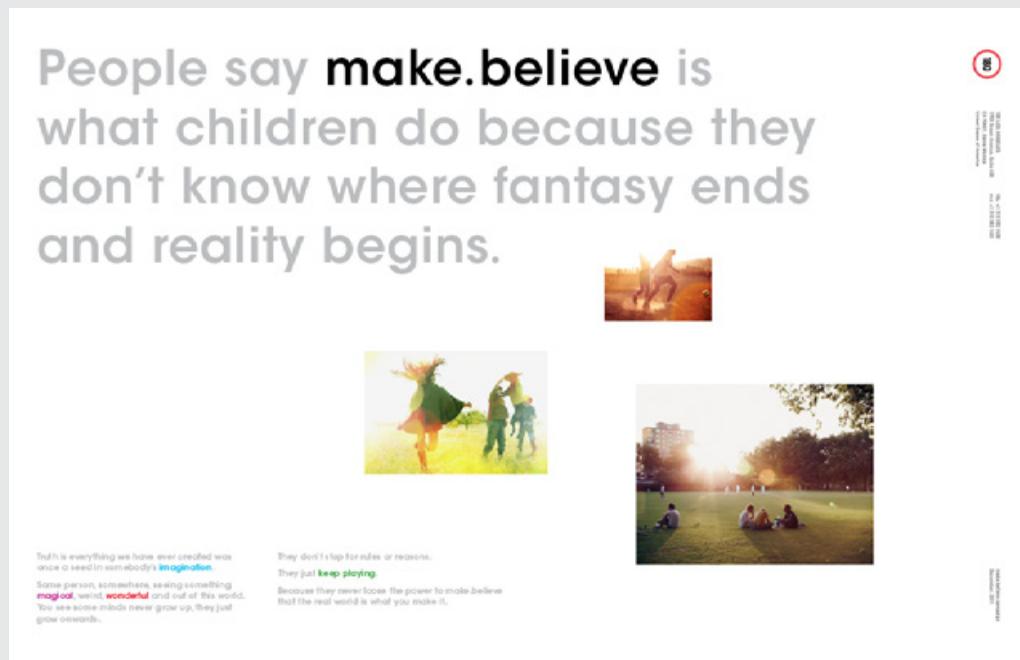 People say make.believe is
what children do because they
don't know where fantasy ends
and reality begins.
180
Truth is everything we have ever created was
once a seed in somebody's imagination.
Some person, somewhere, seeing something
magical, weird, wonderful and out of this world.
You see some minds never grow up, they just
grow onwards.
They don't stop for rules or reasons.
They just keep playing.
Because they never loose the power to make.believe
that the real world is what you make it.